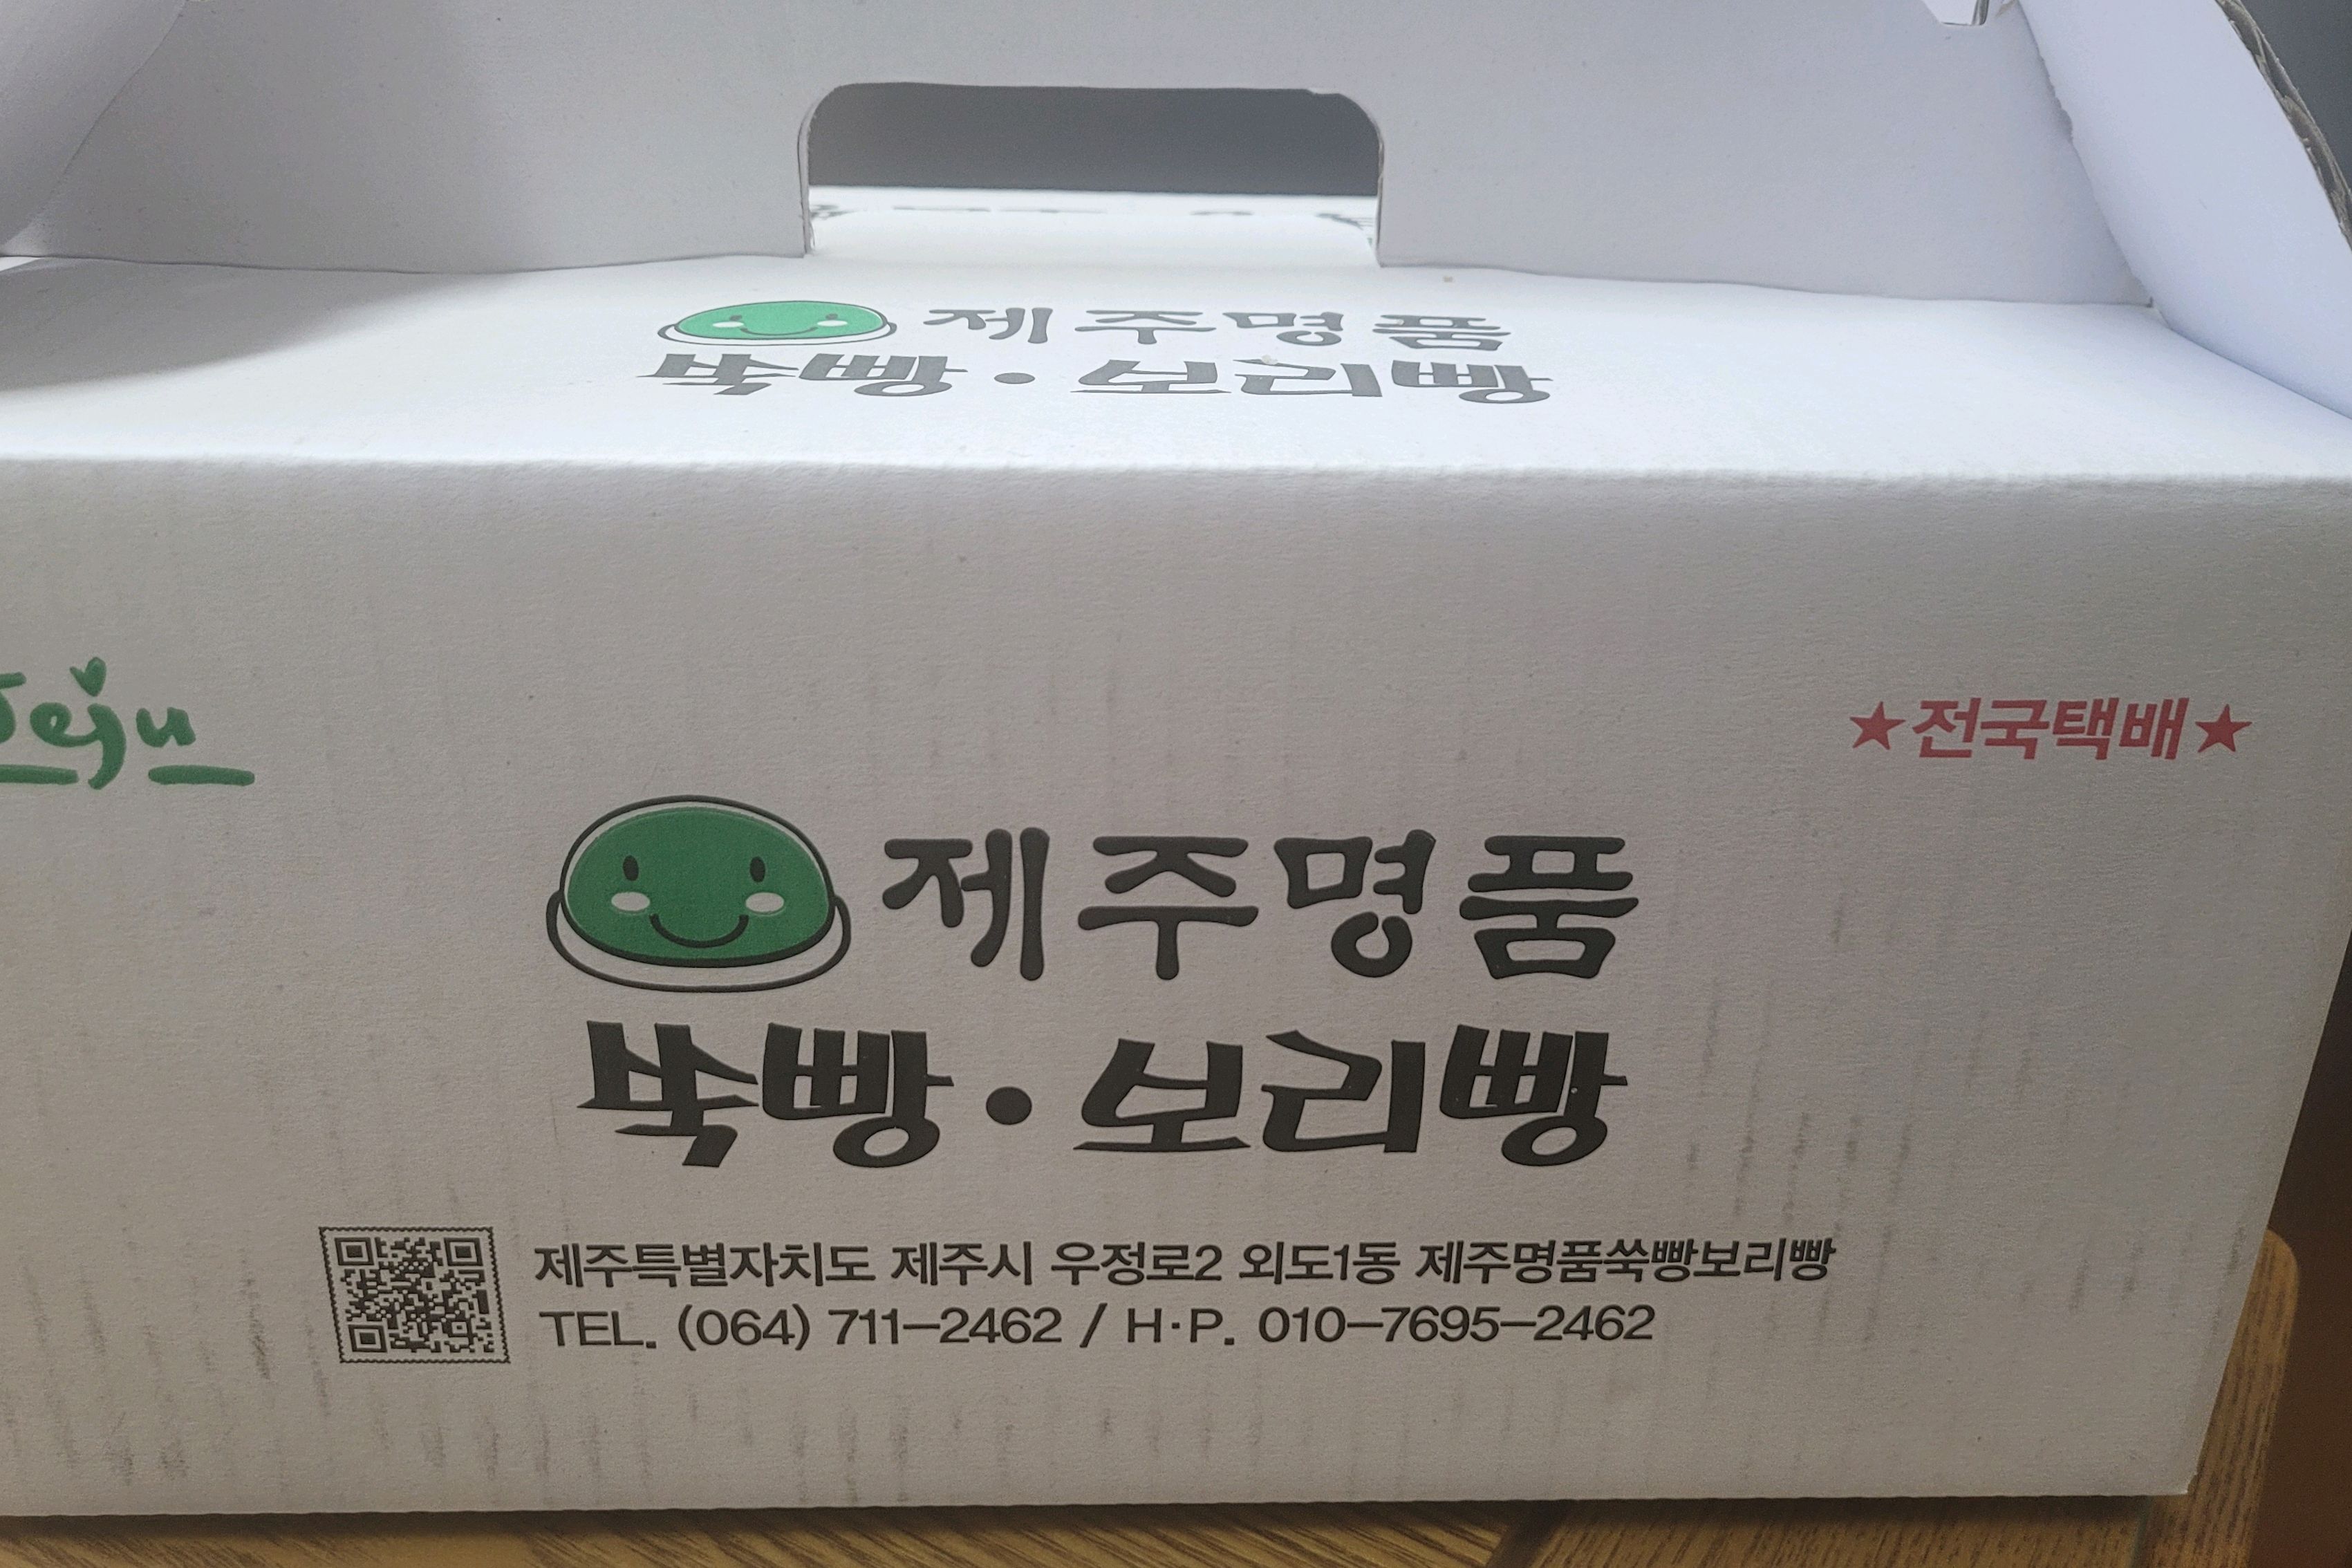 제주명품
쑥빵·보리빵
Jeju
★전국택배★
제주명품
쑥빵·보리빵
제주특별자치도 제주시 우정로2 외도1동 제주명품쑥빵보리빵
TEL. (064) 711-2462 / H·P. 010-7695-2462